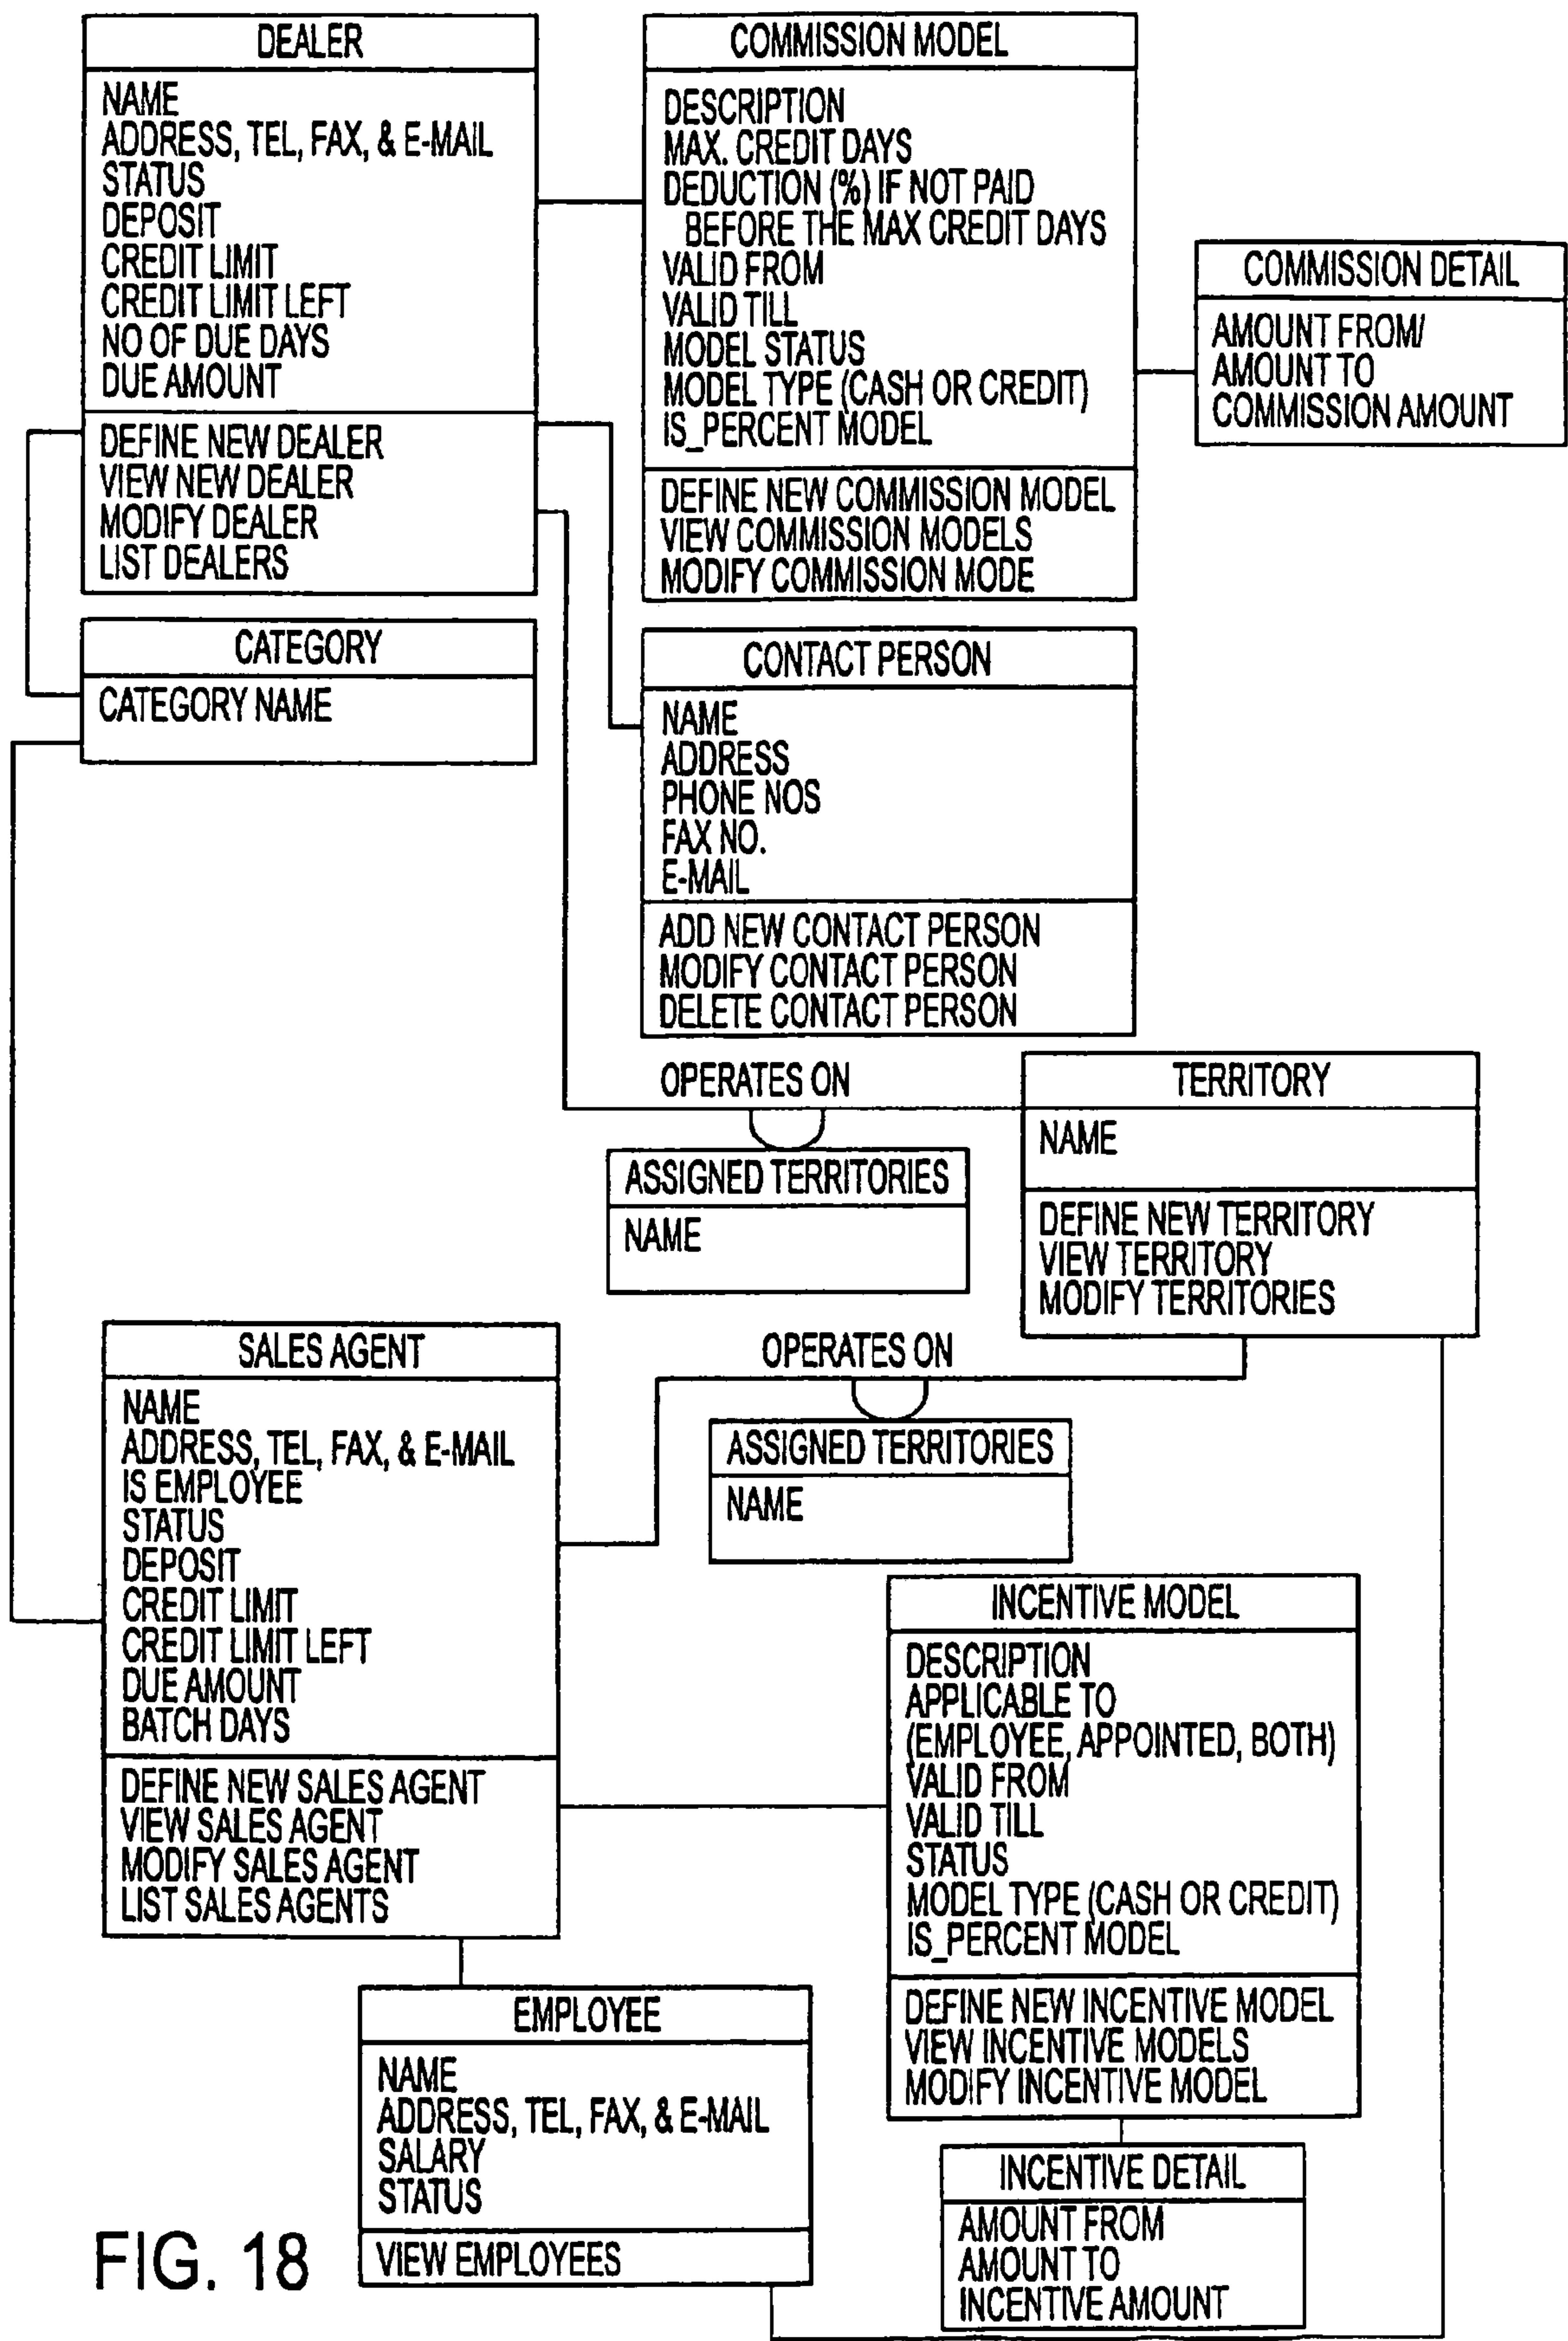 DEALER
NAME
ADDRESS, TEL, FAX, & E-MAIL
STATUS
DEPOSIT
CREDIT LIMIT
CREDIT LIMIT LEFT
NO OF DUE DAYS
DUE AMOUNT
DEFINE NEW DEALER
VIEW NEW DEALER
MODIFY DEALER
LIST DEALERS
COMMISSION MODEL
DESCRIPTION
MAX. CREDIT DAYS
DEDUCTION (%) IF NOT PAID
BEFORE THE MAX CREDIT DAYS
VALID FROM
VALID TILL
MODEL STATUS
MODEL TYPE (CASH OR CREDIT)
IS_PERCENT MODEL
DEFINE NEW COMMISSION MODEL
VIEW COMMISSION MODELS
MODIFY COMMISSION MODE
COMMISSION DETAIL
AMOUNT FROM/
AMOUNT TO
COMMISSION AMOUNT
CATEGORY
CATEGORY NAME
CONTACT PERSON
NAME
ADDRESS
PHONE NOS
FAX NO.
E-MAIL
ADD NEW CONTACT PERSON
MODIFY CONTACT PERSON
DELETE CONTACT PERSON
OPERATES ON
ASSIGNED TERRITORIES
NAME
TERRITORY
NAME
DEFINE NEW TERRITORY
VIEW TERRITORY
MODIFY TERRITORIES
SALES AGENT
NAME
ADDRESS, TEL, FAX, & E-MAIL
IS EMPLOYEE
STATUS
DEPOSIT
CREDIT LIMIT
CREDIT LIMIT LEFT
DUE AMOUNT
BATCH DAYS
DEFINE NEW SALES AGENT
VIEW SALES AGENT
MODIFY SALES AGENT
LIST SALES AGENTS
OPERATES ON
ASSIGNED TERRITORIES
NAME
INCENTIVE MODEL
DESCRIPTION
APPLICABLE TO
(EMPLOYEE, APPOINTED, BOTH)
VALID FROM
VALID TILL
STATUS
MODEL TYPE (CASH OR CREDIT)
IS_PERCENT MODEL
DEFINE NEW INCENTIVE MODEL
VIEW INCENTIVE MODELS
MODIFY INCENTIVE MODEL
EMPLOYEE
NAME
ADDRESS, TEL, FAX, & E-MAIL
SALARY
STATUS
VIEW EMPLOYEES
INCENTIVE DETAIL
AMOUNT FROM
AMOUNT TO
INCENTIVE AMOUNT
FIG. 18